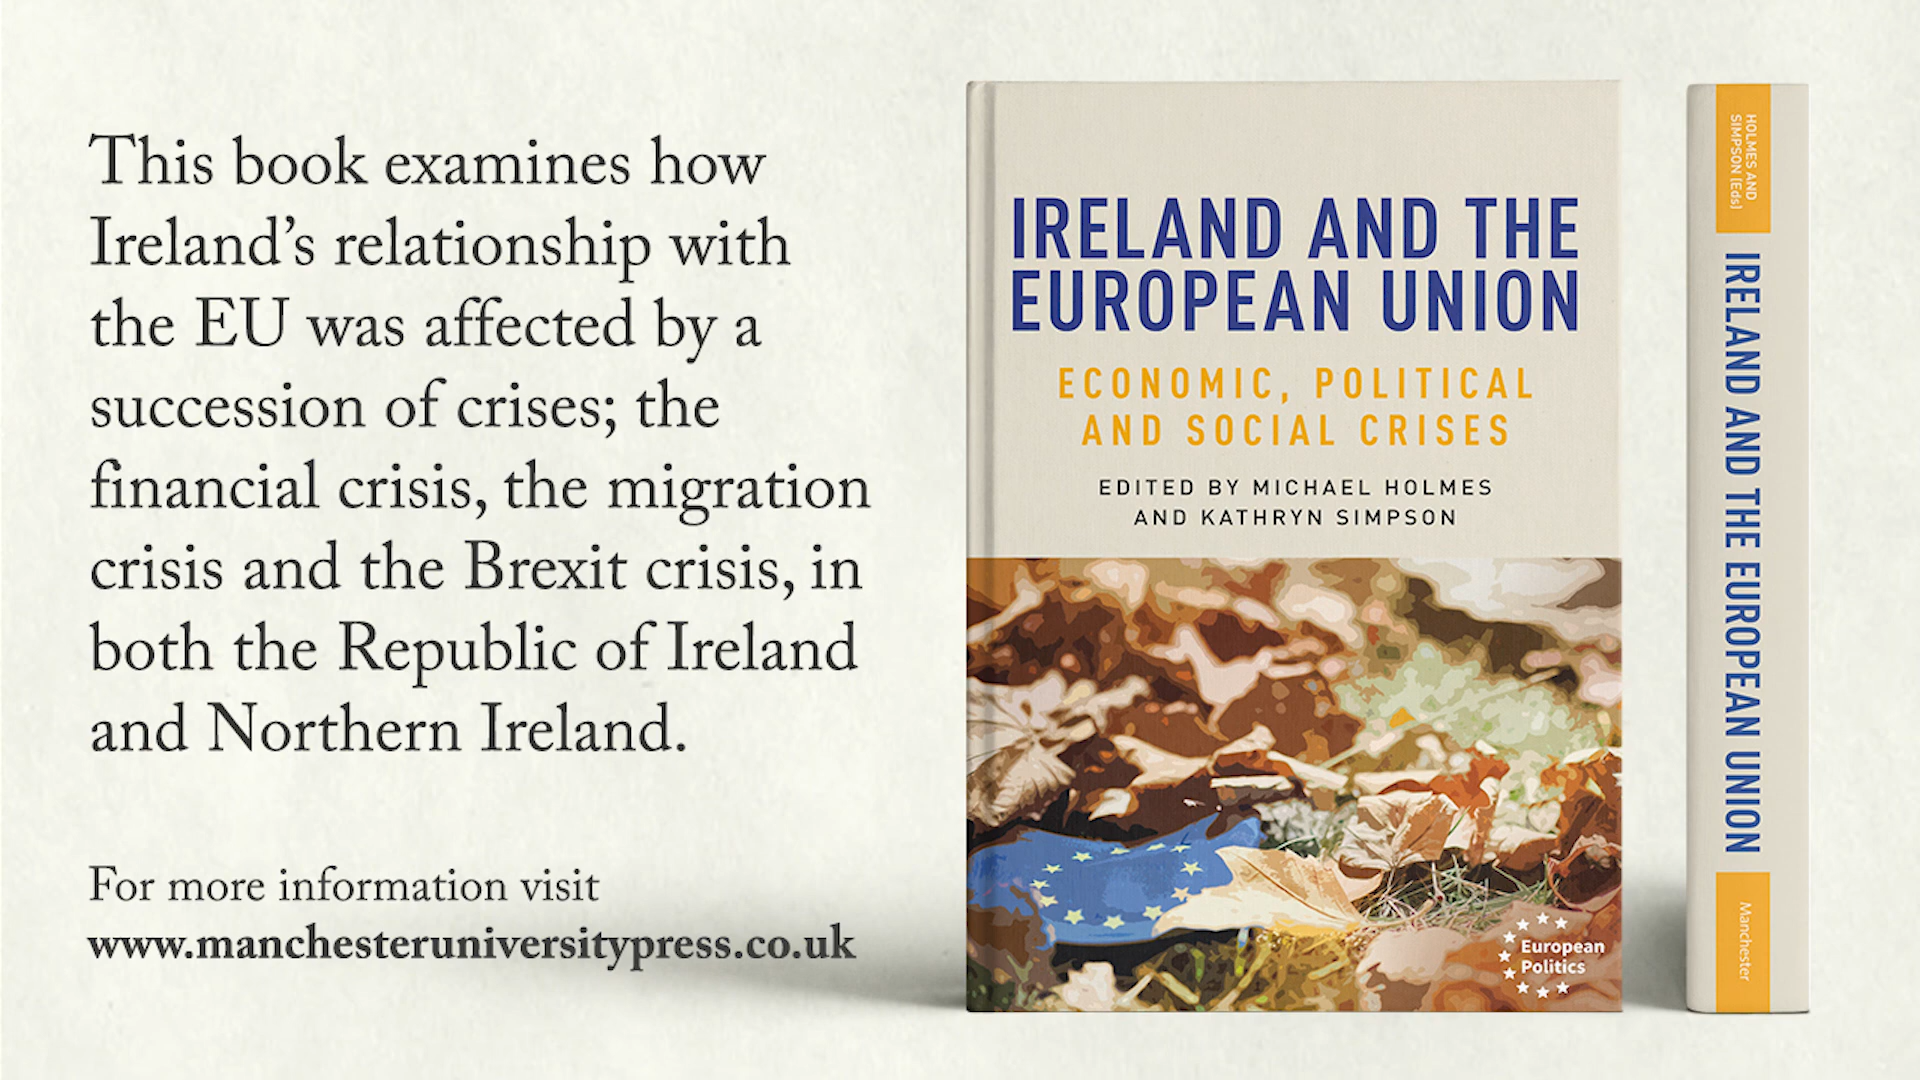 This book examines how
Ireland’s relationship with
the EU was affected by a
succession of crises; the
financial crisis, the migration
crisis and the Brexit crisis, in
both the Republic of Ireland
and Northern Ireland.
For more information visit
www.manchesteruniversitypress.co.uk
IRELAND AND THE
EUROPEAN UNION
ECONOMIC, POLITICAL
AND SOCIAL CRISES
EDITED BY MICHAEL HOLMES
AND KATHRYN SIMPSON
European
Politics
HOLMES AND
SIMPSON (Eds)
IRELAND AND THE EUROPEAN UNION
Manchester